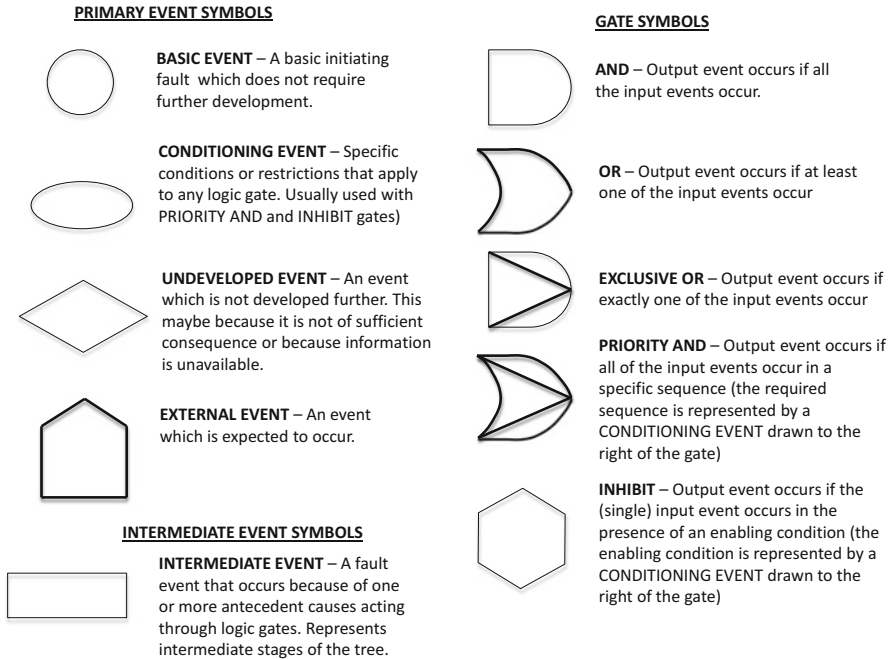 PRIMARY EVENT SYMBOLS
BASIC EVENT – A basic initiating
fault which does not require
further development.
CONDITIONING EVENT – Specific
conditions or restrictions that apply
to any logic gate. Usually used with
PRIORITY AND and INHIBIT gates)
UNDEVELOPED EVENT – An event
which is not developed further. This
maybe because it is not of sufficient
consequence or because information
is unavailable.
EXTERNAL EVENT – An event
which is expected to occur.
INTERMEDIATE EVENT SYMBOLS
INTERMEDIATE EVENT – A fault
event that occurs because of one
or more antecedent causes acting
through logic gates. Represents
intermediate stages of the tree.
GATE SYMBOLS
AND – Output event occurs if all
the input events occur.
OR – Output event occurs if at least
one of the input events occur
EXCLUSIVE OR – Output event occurs if
exactly one of the input events occur
PRIORITY AND – Output event occurs if
all of the input events occur in a
specific sequence (the required
sequence is represented by a
CONDITIONING EVENT drawn to the
right of the gate)
INHIBIT – Output event occurs if the
(single) input event occurs in the
presence of an enabling condition (the
enabling condition is represented by a
CONDITIONING EVENT drawn to the
right of the gate)